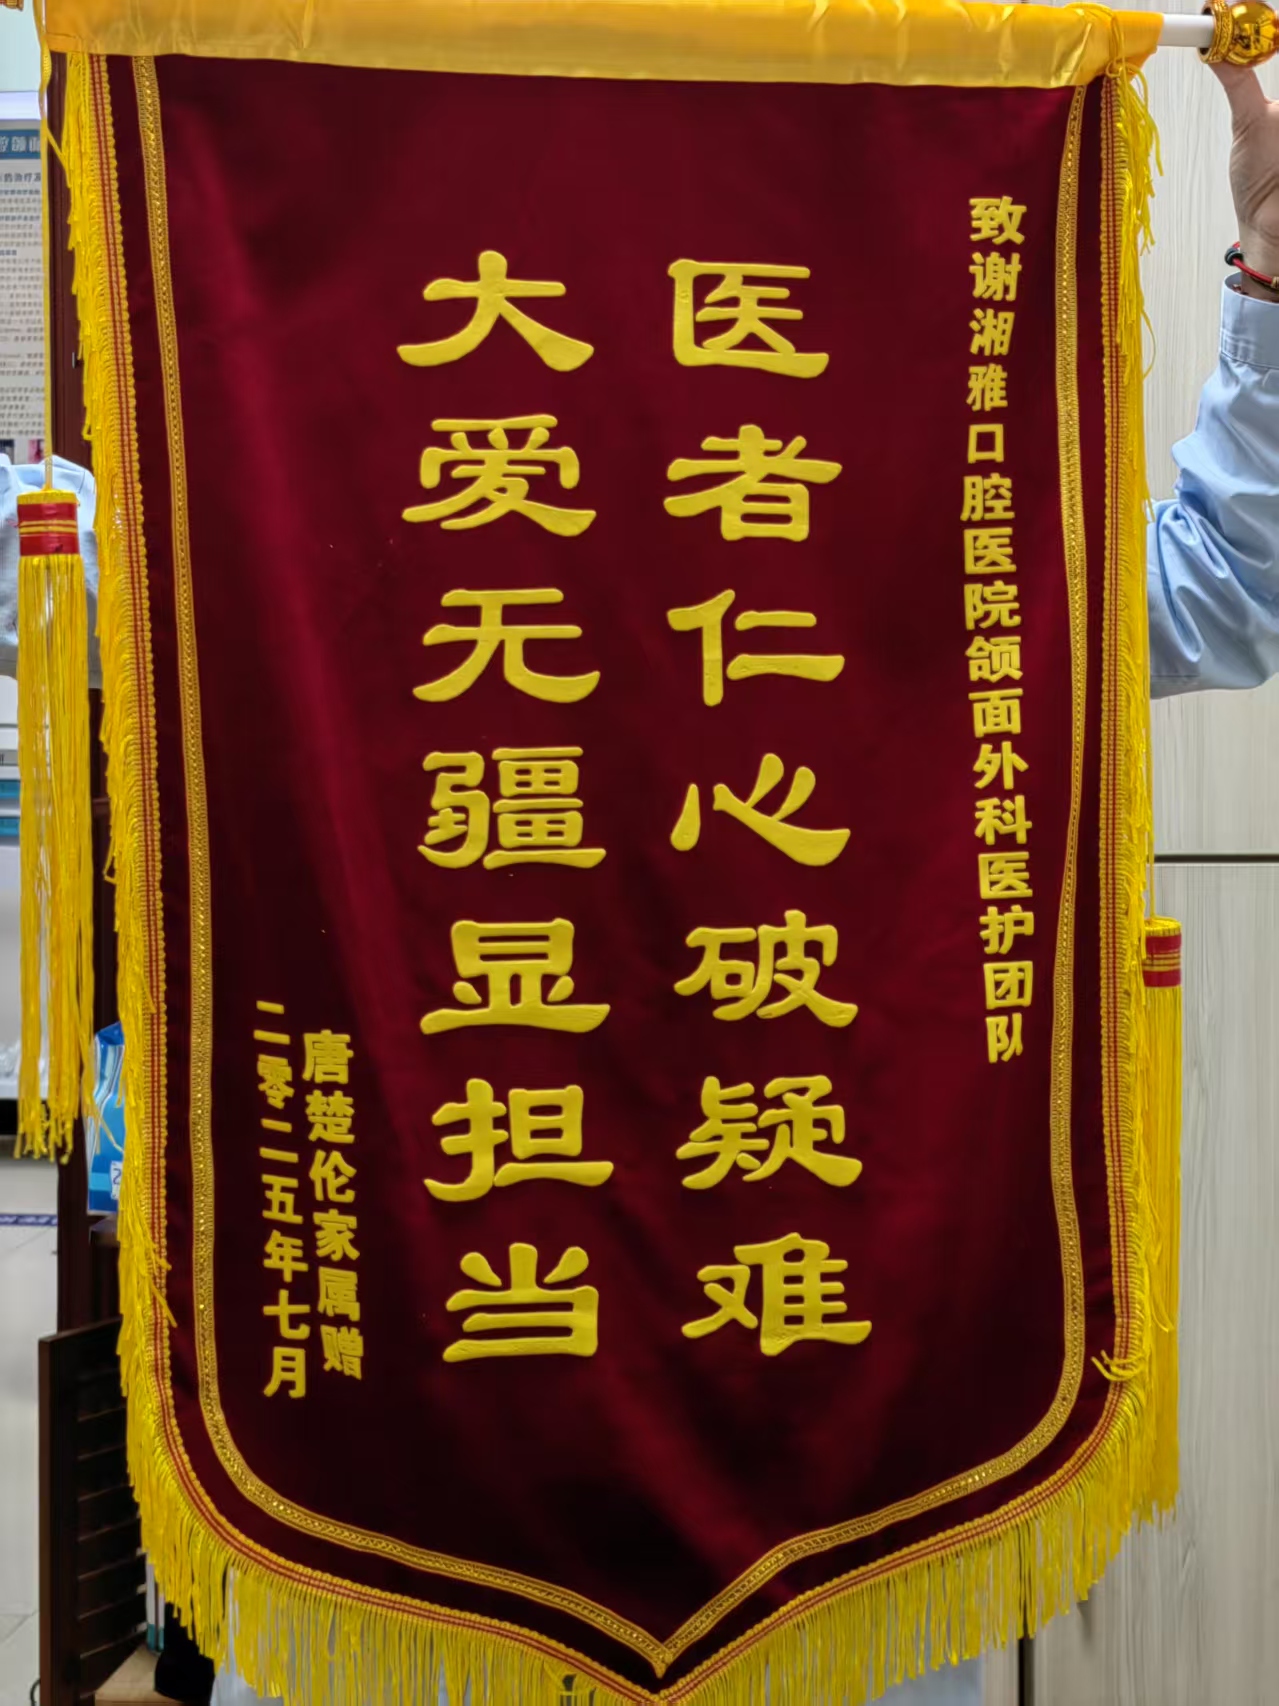 致谢湘雅口腔医院颌面外科医护团队
医者仁心破疑难
大爱无疆显担当
唐楚伦家属赠
二零二五年七月